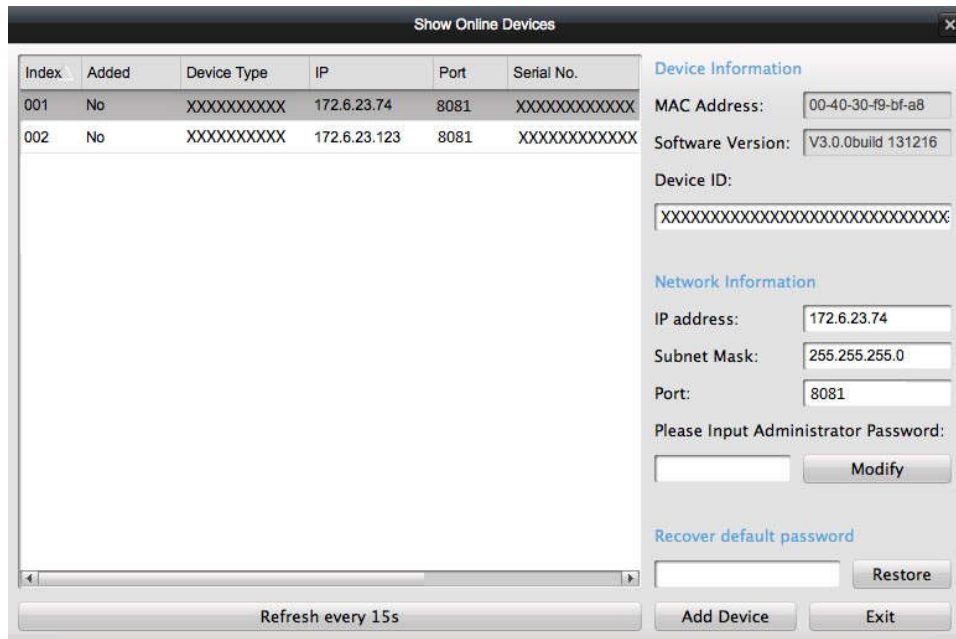 Show Online Devices
Index Added Device Type IP Port Serial No.
001 No XXXXXXXXXX 172.6.23.74 8081 XXXXXXXXXXXX
002 No XXXXXXXXXX 172.6.23.123 8081 XXXXXXXXXXXX
Refresh every 15s
Device Information
MAC Address: 00-40-30-f9-bf-a8
Software Version: V3.0.0build 131216
Device ID:
XXXXXXXXXXXXXXXXXXXXXXXXXXXXX
Network Information
IP address: 172.6.23.74
Subnet Mask: 255.255.255.0
Port: 8081
Please Input Administrator Password:
Modify
Recover default password
Restore
Add Device Exit